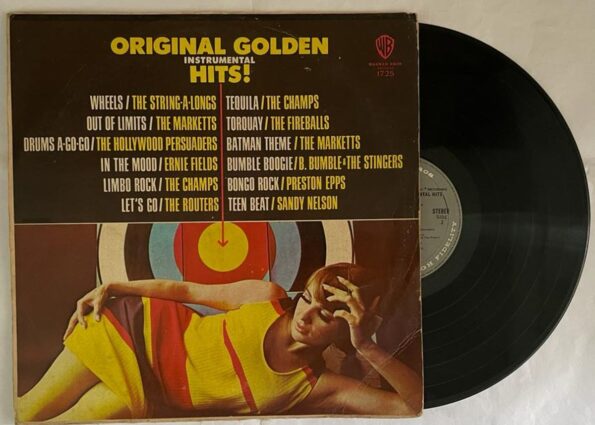 ORIGINAL GOLDEN
INSTRUMENTAL
HITS!
WB
1725
WHEELS / THE STRING-A-LONGS
OUT OF LIMITS / THE MARKETTS
DRUMS A-GO-GO / THE HOLLYWOOD PERSUADERS
IN THE MOOD / ERNIE FIELDS
LIMBO ROCK / THE CHAMPS
LET'S GO / THE ROUTERS
TEQUILA / THE CHAMPS
TORQUAY / THE FIREBALLS
BATMAN THEME / THE MARKETTS
BUMBLE BOOGIE / B. BUMBLE & THE STINGERS
BONGO ROCK / PRESTON EPPS
TEEN BEAT / SANDY NELSON
STEREO
FIDELITY